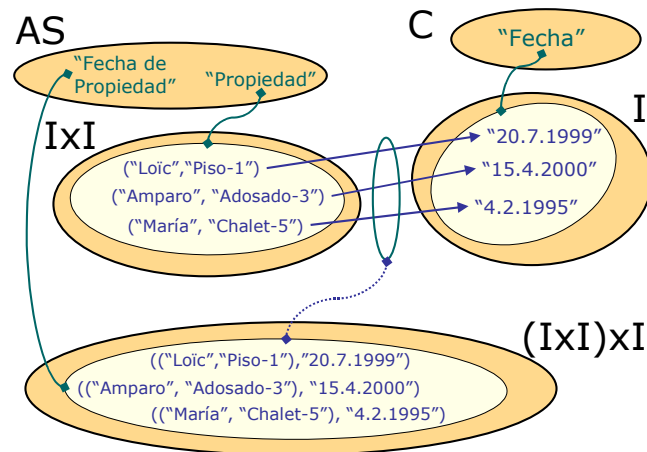 AS
C
“Fecha de
Propiedad”
“Propiedad”
“Fecha”
IxI
I
(“Loïc”,“Piso-1”)
(“Amparo”, “Adosado-3”)
(“María”, “Chalet-5”)
“20.7.1999”
“15.4.2000”
“4.2.1995”
(IxI)xI
((“Loïc”,“Piso-1”),”20.7.1999”)
((“Amparo”, “Adosado-3”), “15.4.2000”)
((“María”, “Chalet-5”), “4.2.1995”)